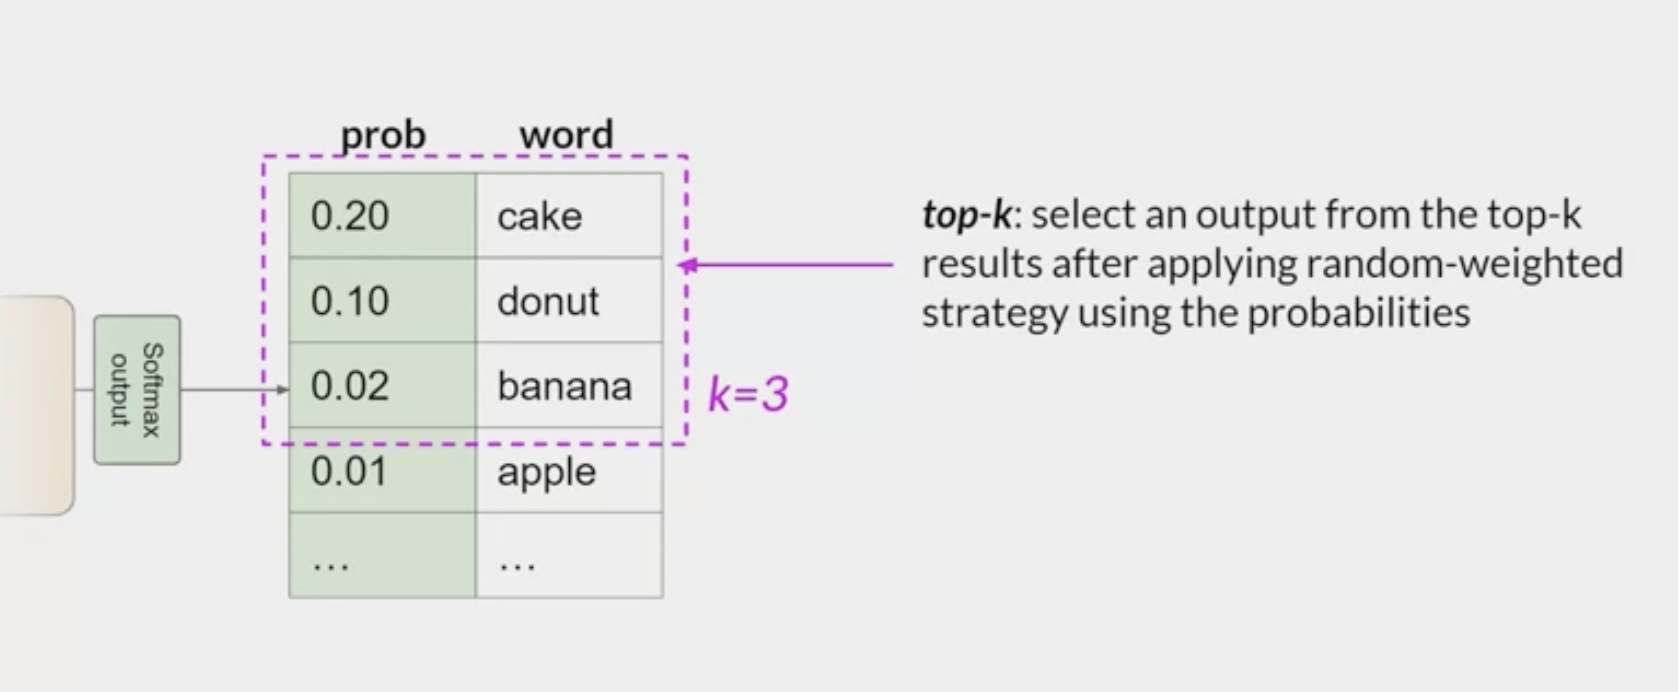 prob word
0.20 cake
0.10 donut
0.02 banana
0.01 apple
... ...
Softmax
output
k=3
top-k: select an output from the top-k
results after applying random-weighted
strategy using the probabilities